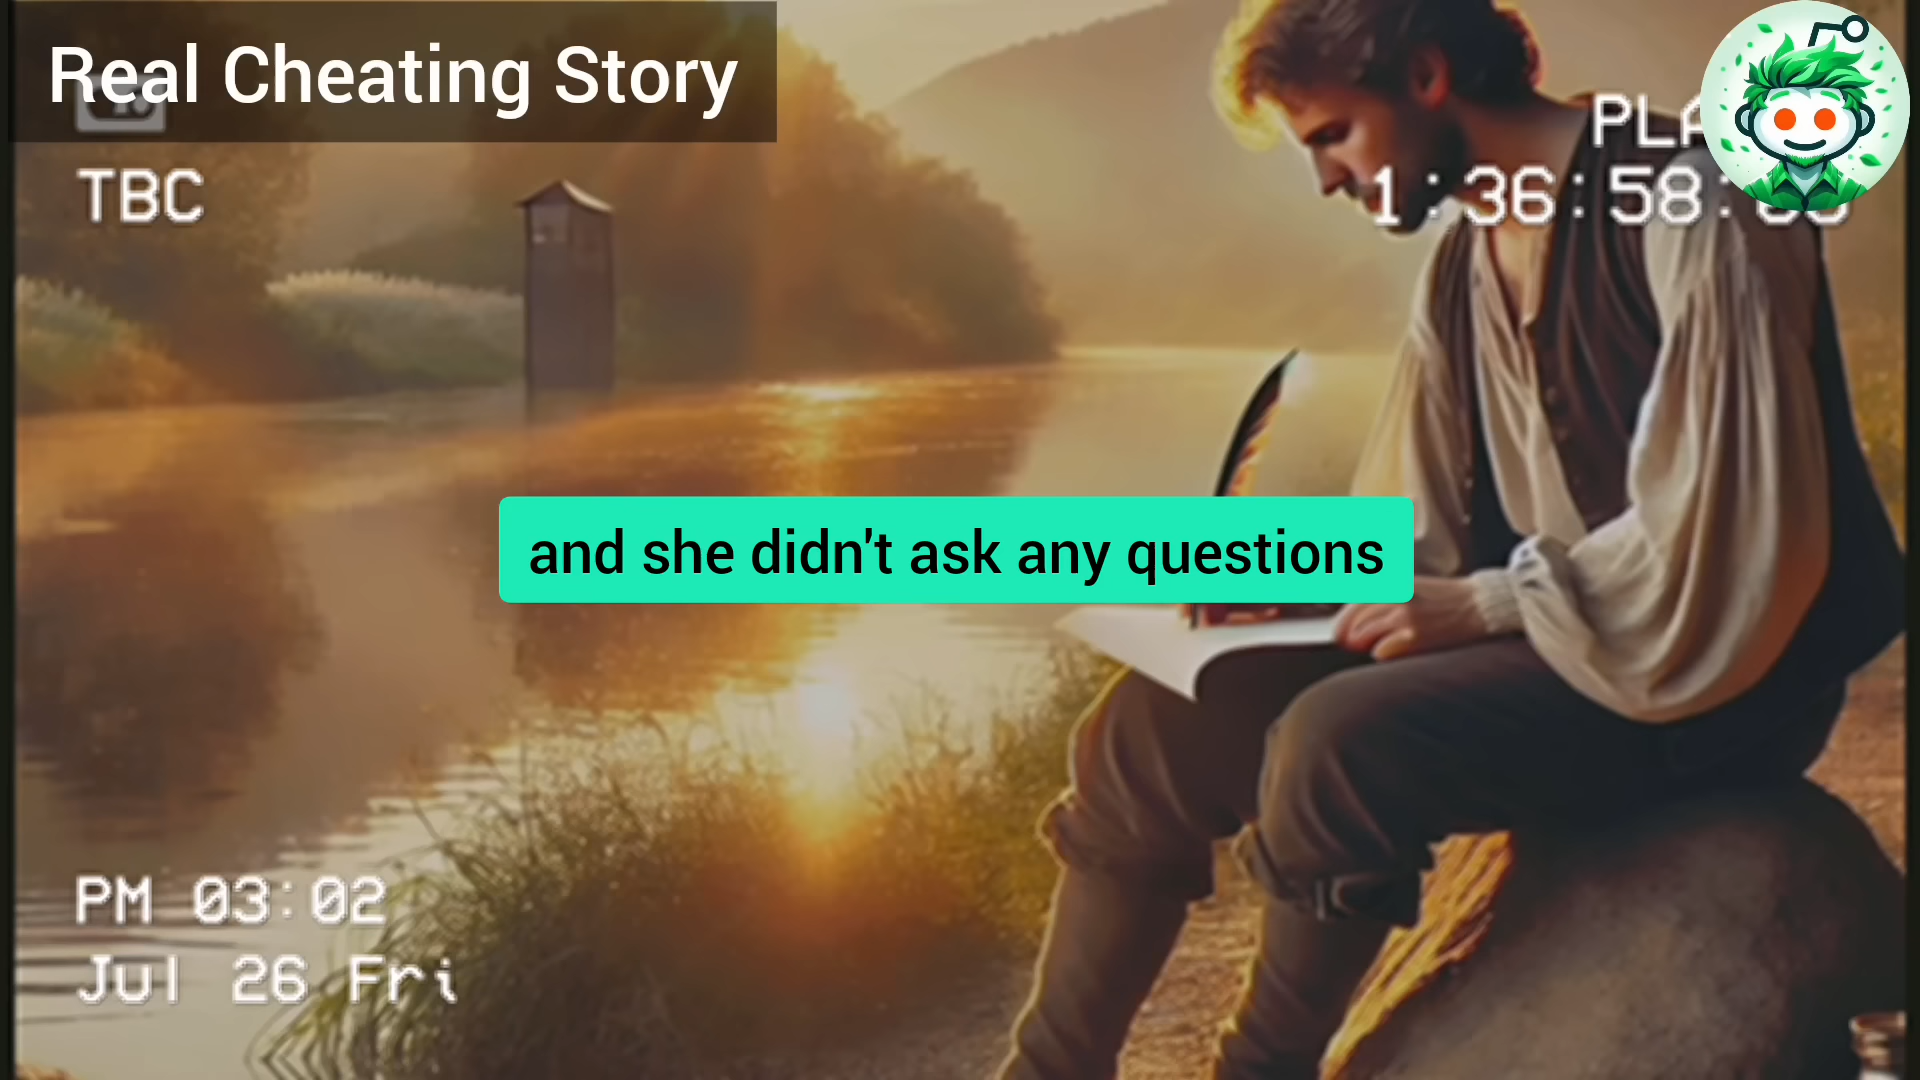 Real Cheating Story
TBC
1:36:58:
and she didn't ask any questions
PM 03:02
Jul 26 Fri